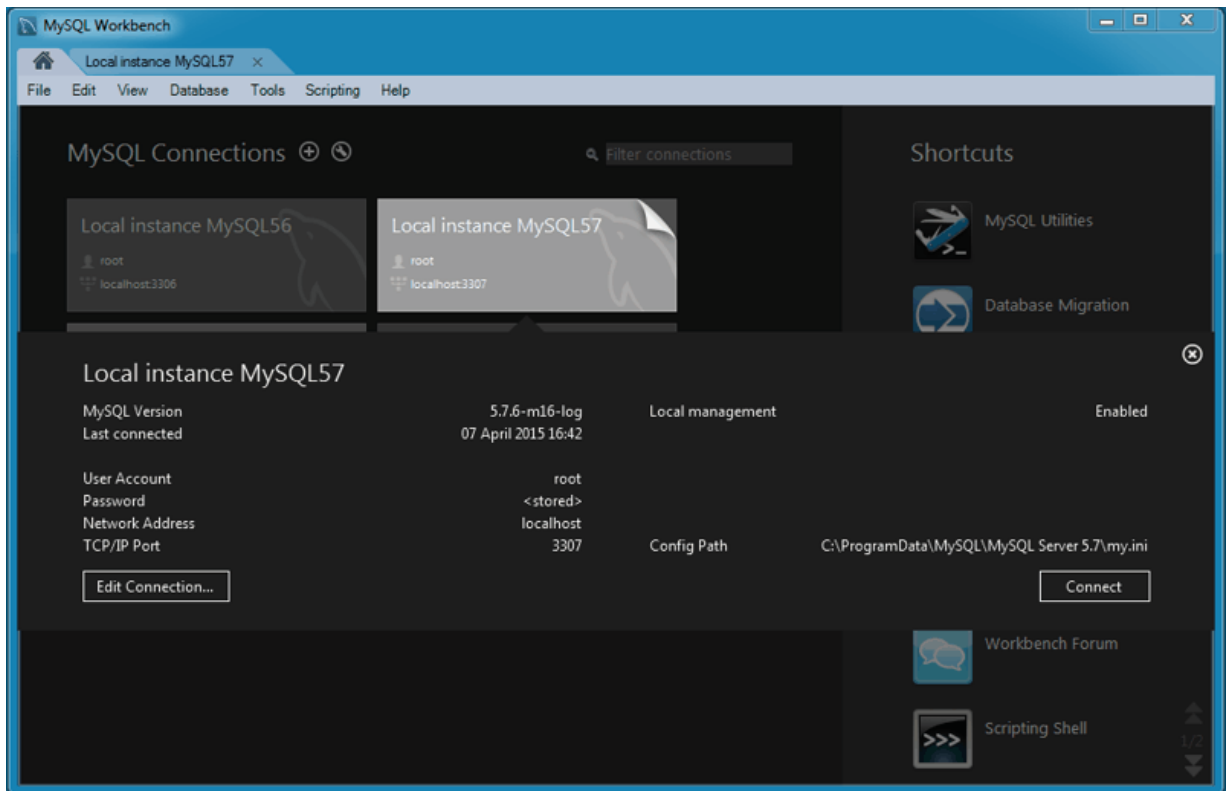 MySQL Workbench
Local instance MySQL57
File Edit View Database Tools Scripting Help
MySQL Connections
Filter connections
Shortcuts
Local instance MySQL56
root
localhost:3306
Local instance MySQL57
root
localhost:3307
MySQL Utilities
Database Migration
Local instance MySQL57
MySQL Version 5.7.6-m16-log Local management Enabled
Last connected 07 April 2015 16:42
User Account root
Password <stored>
Network Address localhost
TCP/IP Port 3307 Config Path C:\ProgramData\MySQL\MySQL Server 5.7\my.ini
Edit Connection... Connect
Workbench Forum
>>> Scripting Shell
1/2